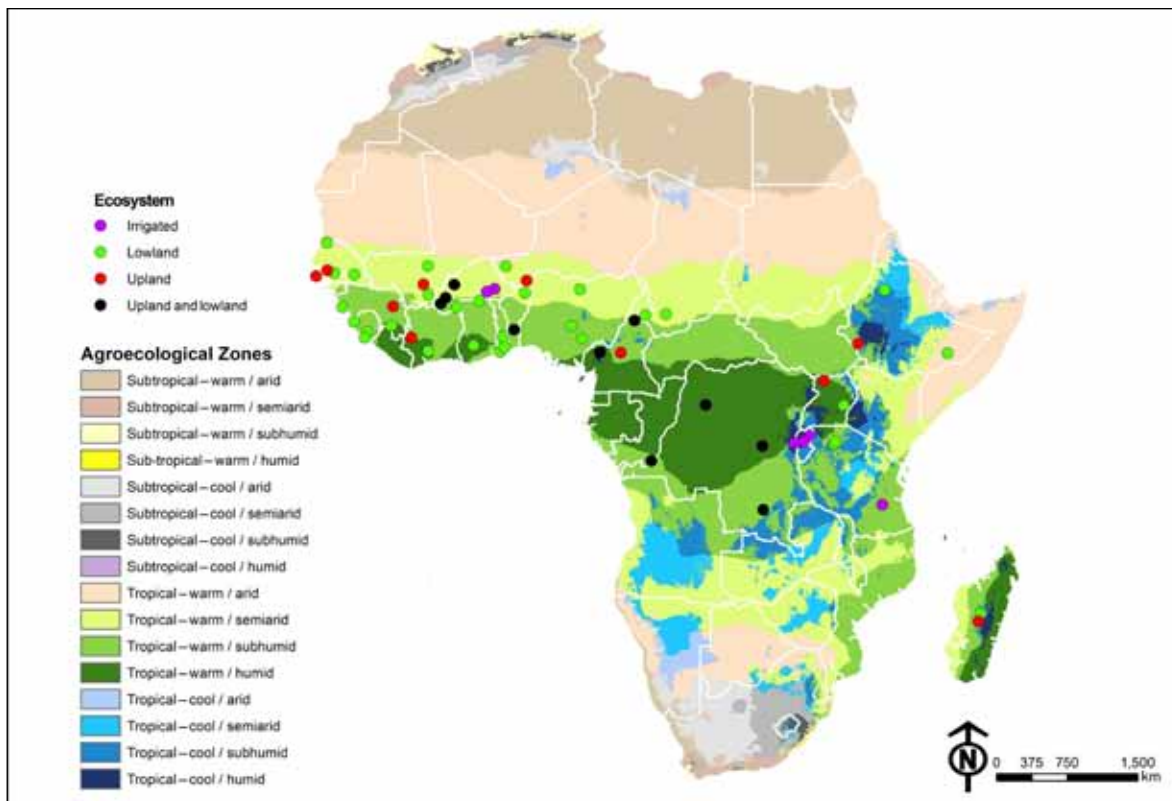 Ecosystem
Irrigated
Lowland
Upland
Upland and lowland
Agroecological Zones
Subtropical – warm / arid
Subtropical – warm / semiarid
Subtropical – warm / subhumid
Sub-tropical – warm / humid
Subtropical – cool / arid
Subtropical – cool / semiarid
Subtropical – cool / subhumid
Subtropical – cool / humid
Tropical – warm / arid
Tropical – warm / semiarid
Tropical – warm / subhumid
Tropical – warm / humid
Tropical – cool / arid
Tropical – cool / semiarid
Tropical – cool / subhumid
Tropical – cool / humid
N
0 375 750 1,500
km